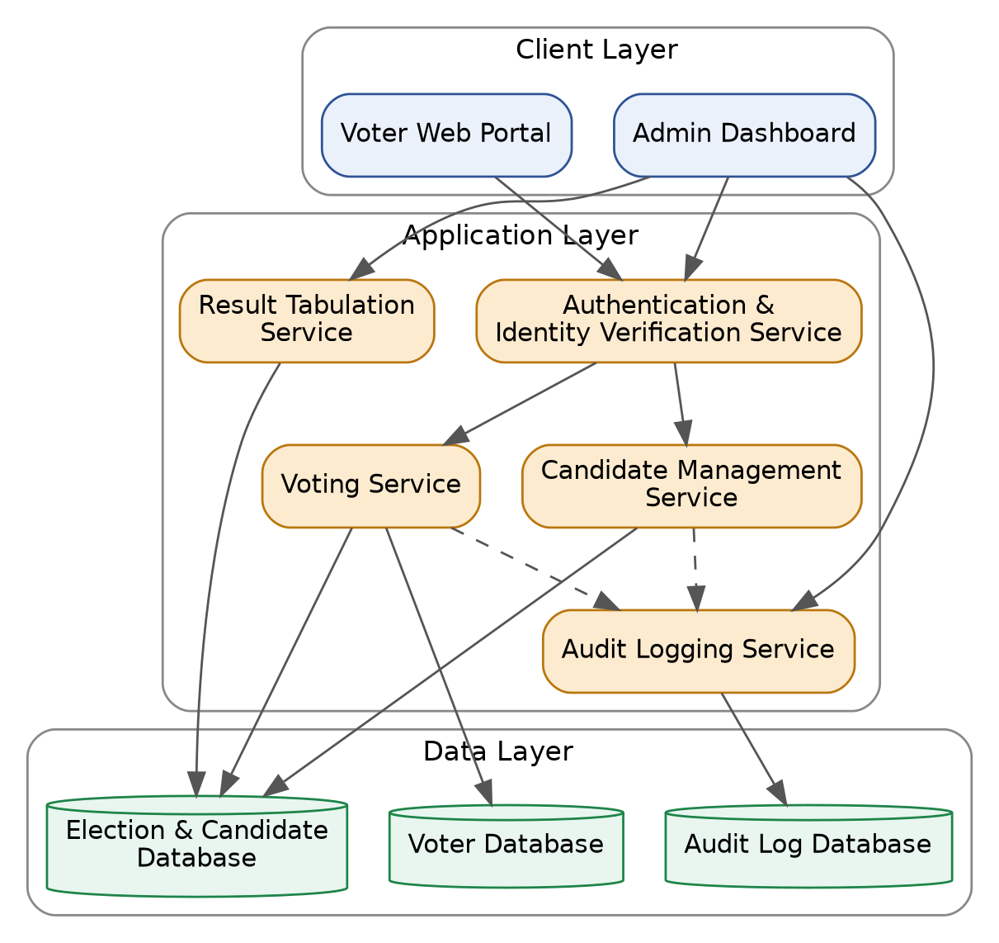 Client Layer
Voter Web Portal
Admin Dashboard
Application Layer
Result Tabulation
Service
Authentication &
Identity Verification Service
Voting Service
Candidate Management
Service
Audit Logging Service
Data Layer
Election & Candidate
Database
Voter Database
Audit Log Database